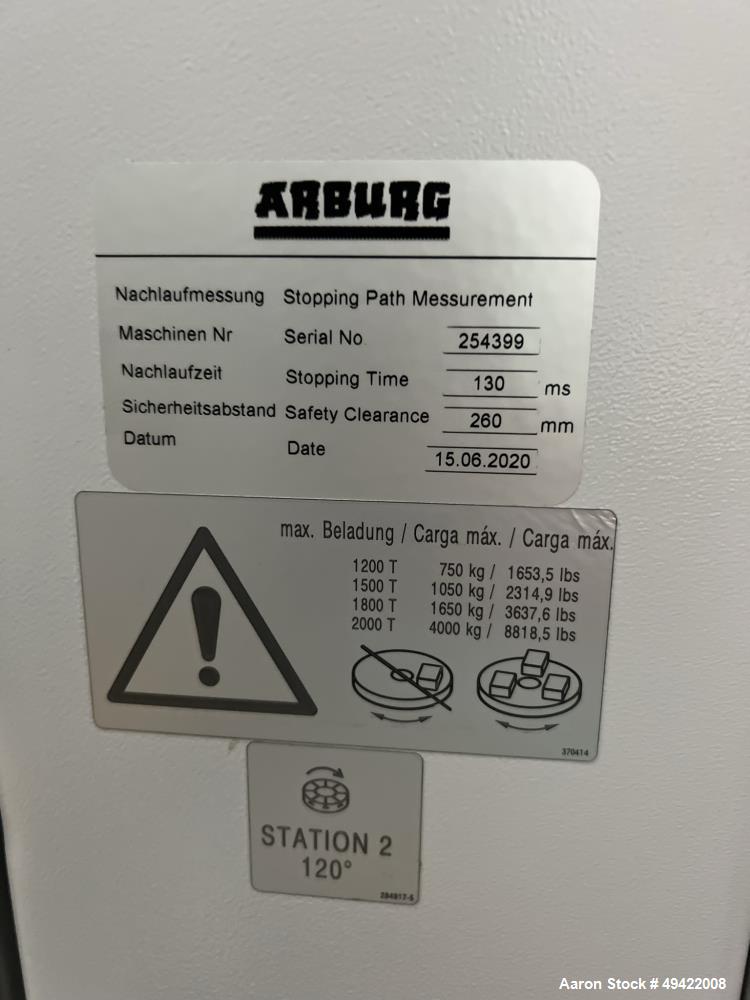 ARBURG
Nachlaufmessung Stopping Path Messurement
Maschinen Nr Serial No. 254399
Nachlaufzeit Stopping Time 130 ms
Sicherheitsabstand Safety Clearance 260 mm
Datum Date 15.06.2020
max. Beladung / Carga máx. / Carga máx.
1200 T 750 kg / 1653,5 lbs
1500 T 1050 kg / 2314,9 lbs
1800 T 1650 kg / 3637,6 lbs
2000 T 4000 kg / 8818,5 lbs
370414
STATION 2
120°
Aaron Stock # 49422008